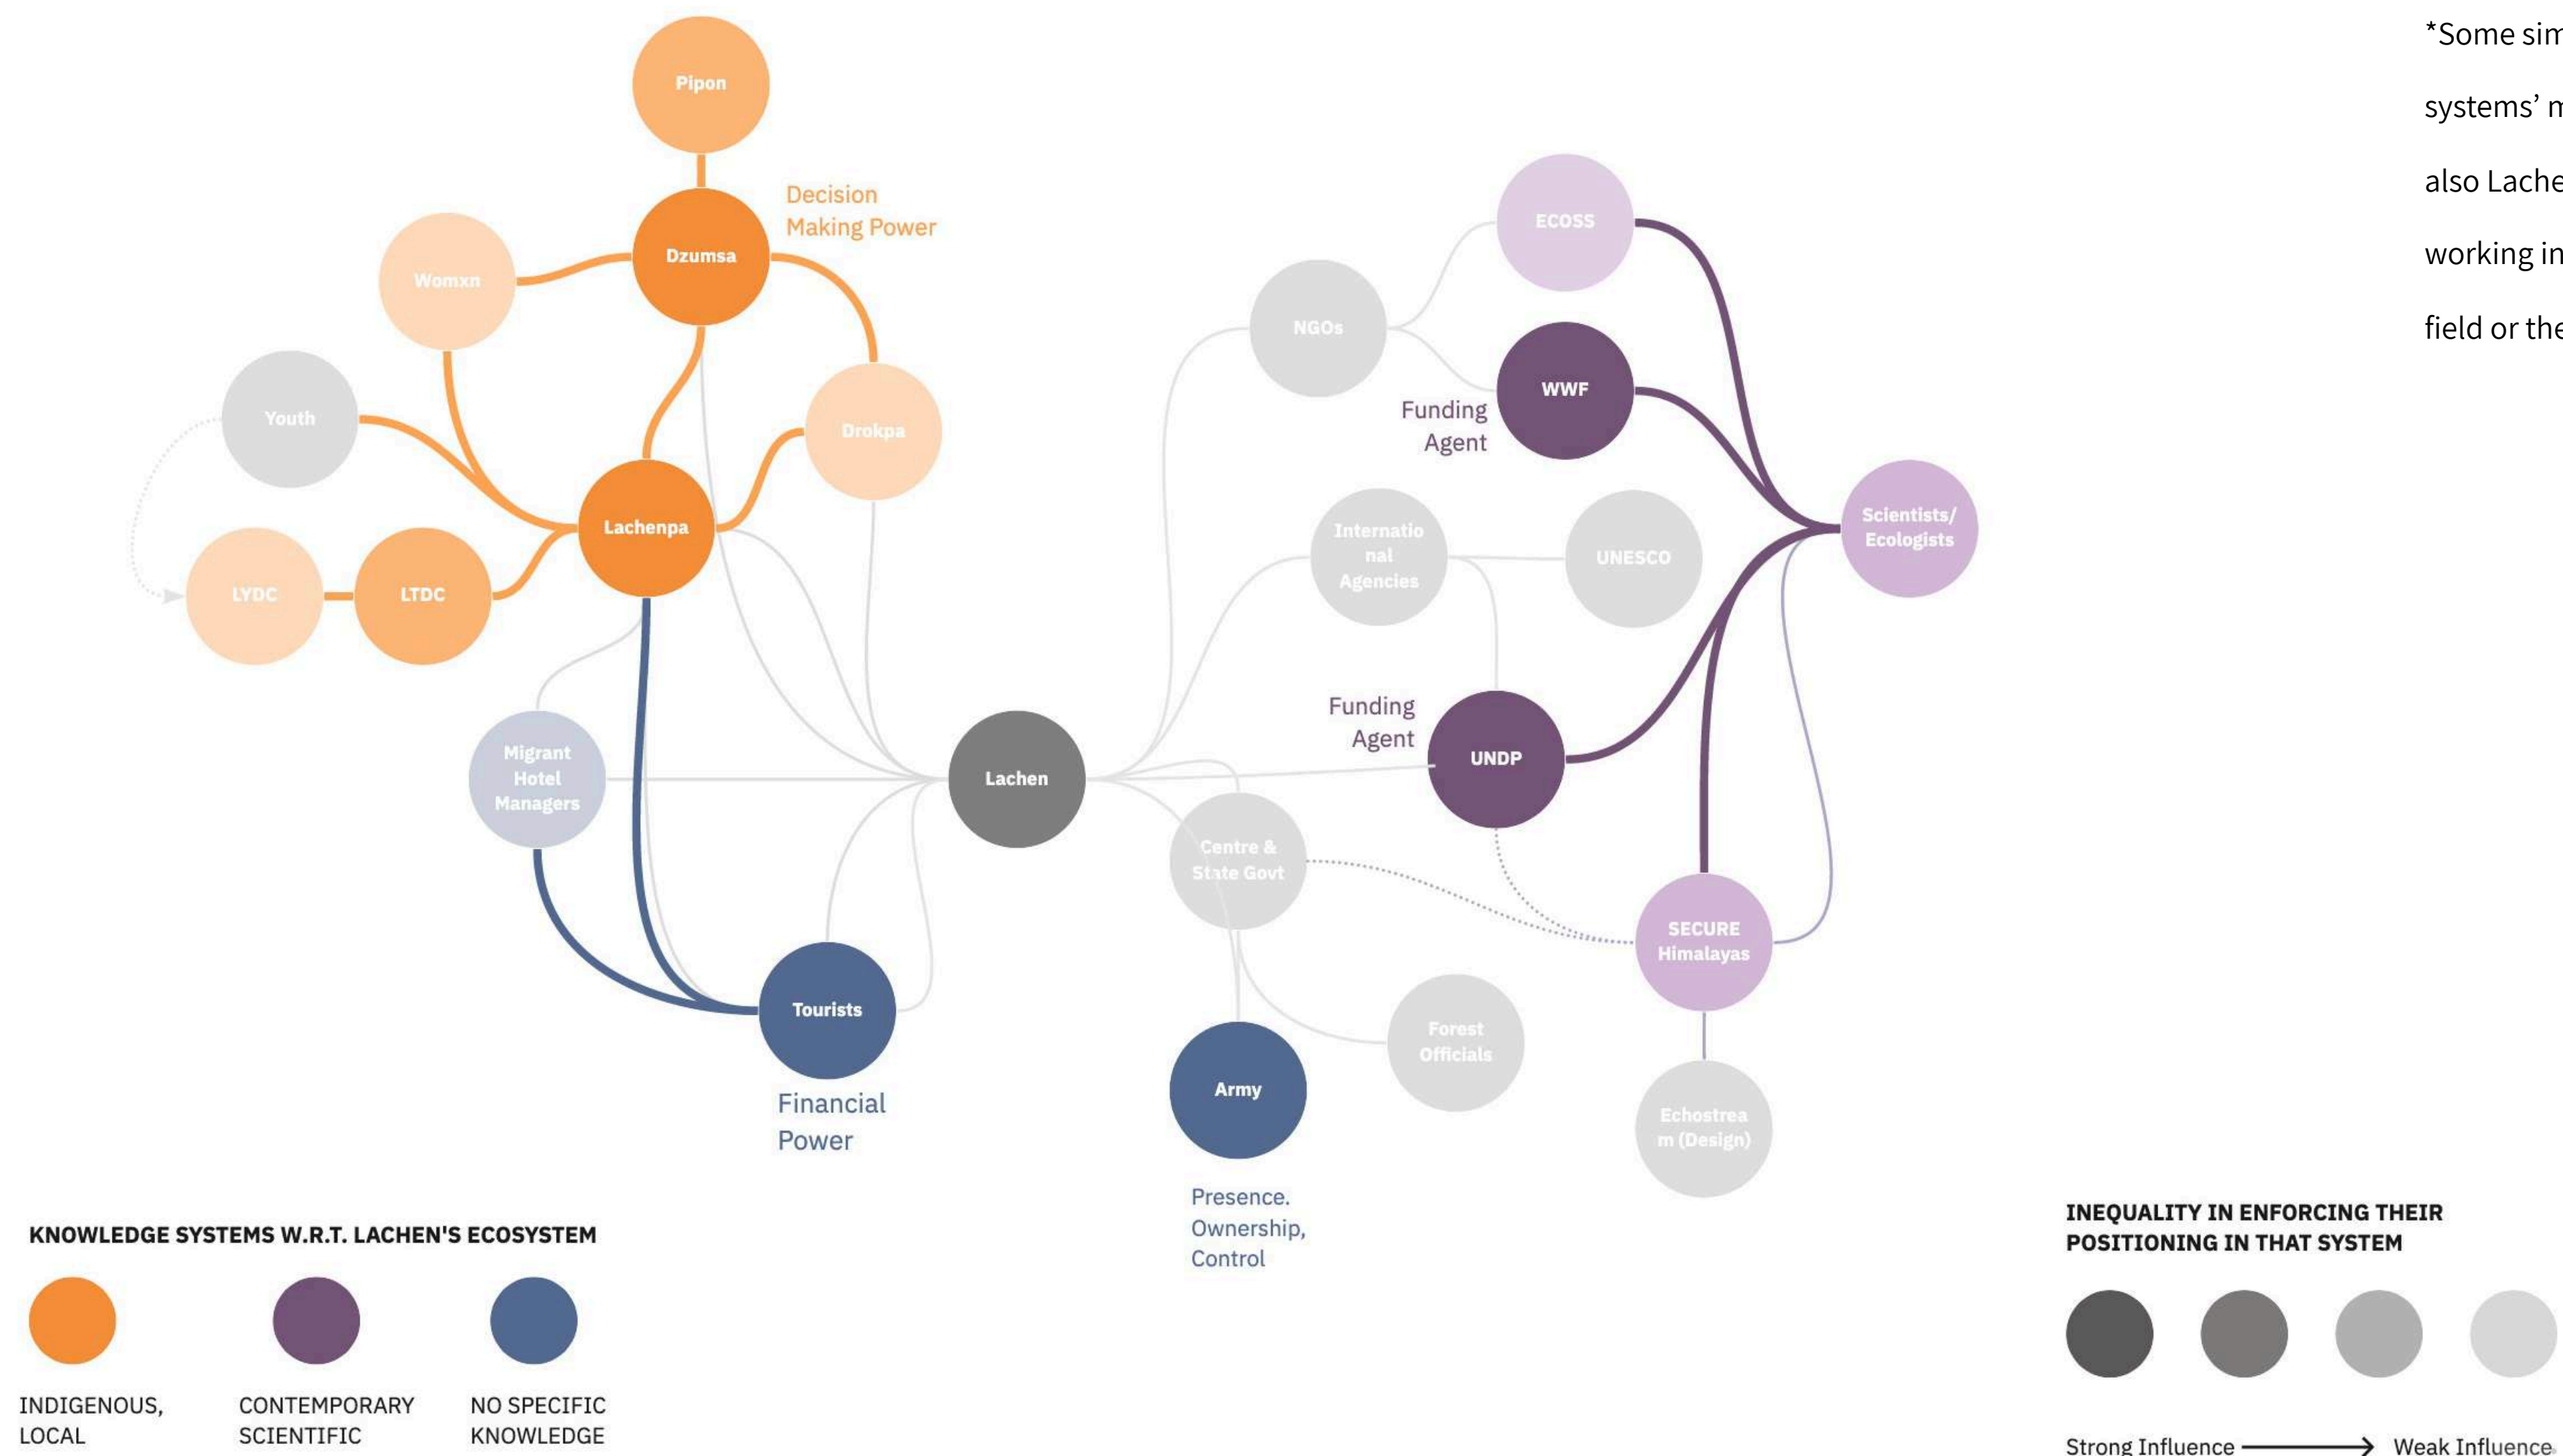 *Some sim
systems’ m
also Lache
working in
field or the
Pipon
Decision
Making Power
Dzumsa
Womxn
Youth
Drokpa
Lachenpa
LYDC
LTDC
Migrant
Hotel
Managers
Lachen
Tourists
Financial
Power
ECOSS
NGOs
WWF
Funding
Agent
Scientists/
Ecologists
Internatio
nal
Agencies
UNESCO
Funding
Agent
UNDP
Centre &
State Govt
SECURE
Himalayas
Forest
Officials
Army
Echostrea
m (Design)
Presence.
Ownership,
Control
KNOWLEDGE SYSTEMS W.R.T. LACHEN'S ECOSYSTEM
INDIGENOUS,
LOCAL
CONTEMPORARY
SCIENTIFIC
NO SPECIFIC
KNOWLEDGE
INEQUALITY IN ENFORCING THEIR
POSITIONING IN THAT SYSTEM
Strong Influence
Weak Influence